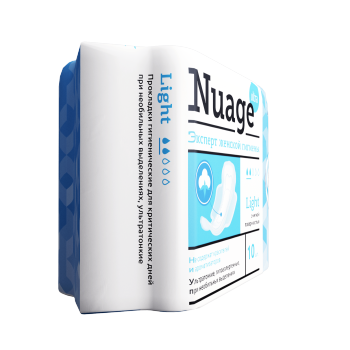 Light
Прокладки гигиенические для критических дней
при необильных выделениях, ультратонкие
Nuage
Эксперт женской гигиены
Light
10
Ультратонкие,
при необильных выделениях